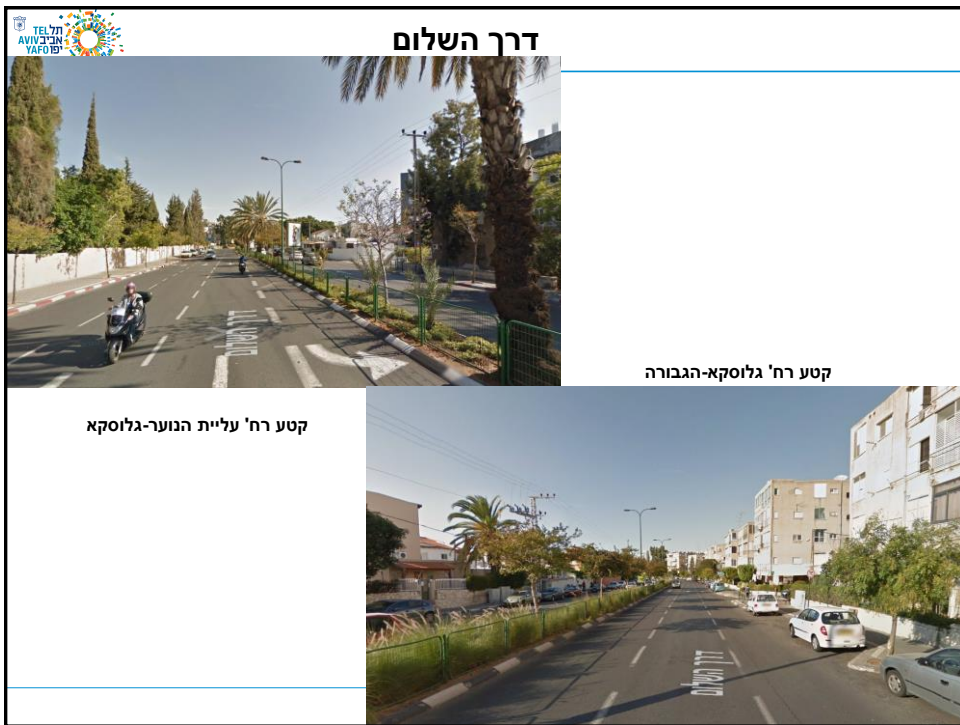 תל
TEL
אביב
AVIV
יפו
YAFO
דרך השלום
דרך השלום
קטע רח' גלוסקא-הגבורה
קטע רח' עליית הנוער-גלוסקא
דרך השלום